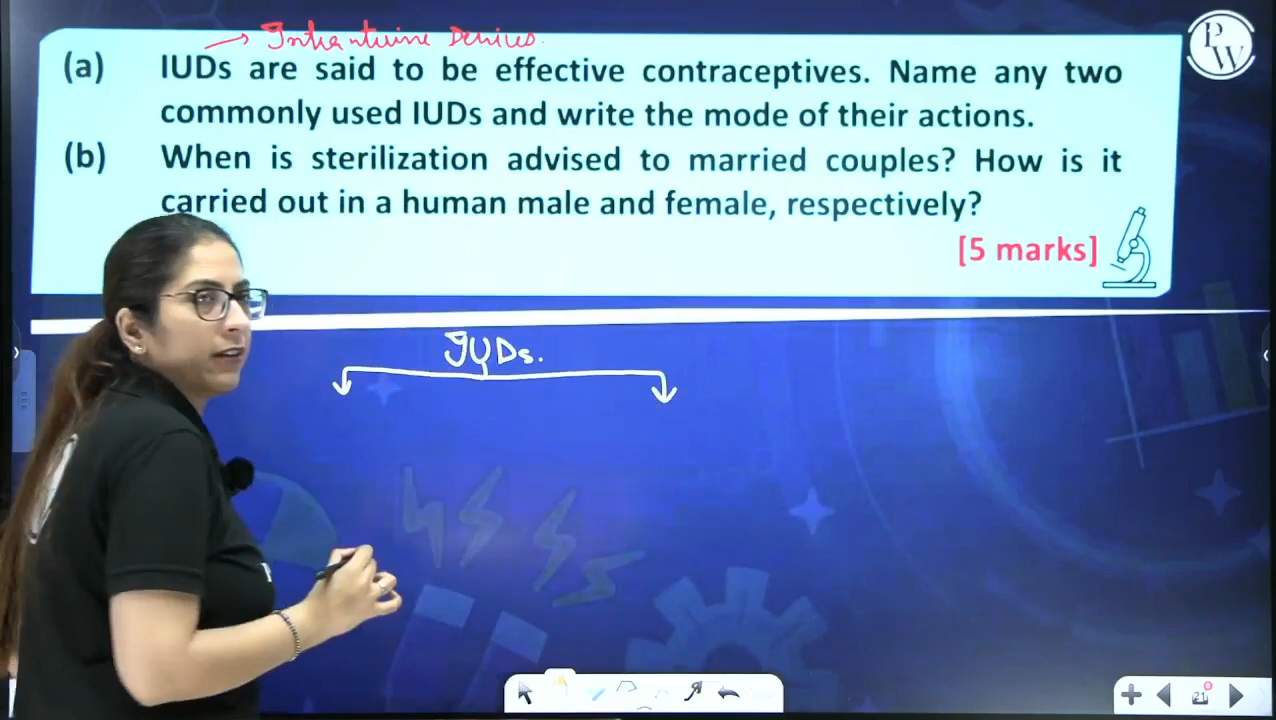 → Intrauterine Devices.
(a) IUDs are said to be effective contraceptives. Name any two
commonly used IUDs and write the mode of their actions.
(b) When is sterilization advised to married couples? How is it
carried out in a human male and female, respectively?
[5 marks]
PW
IUDs.
21